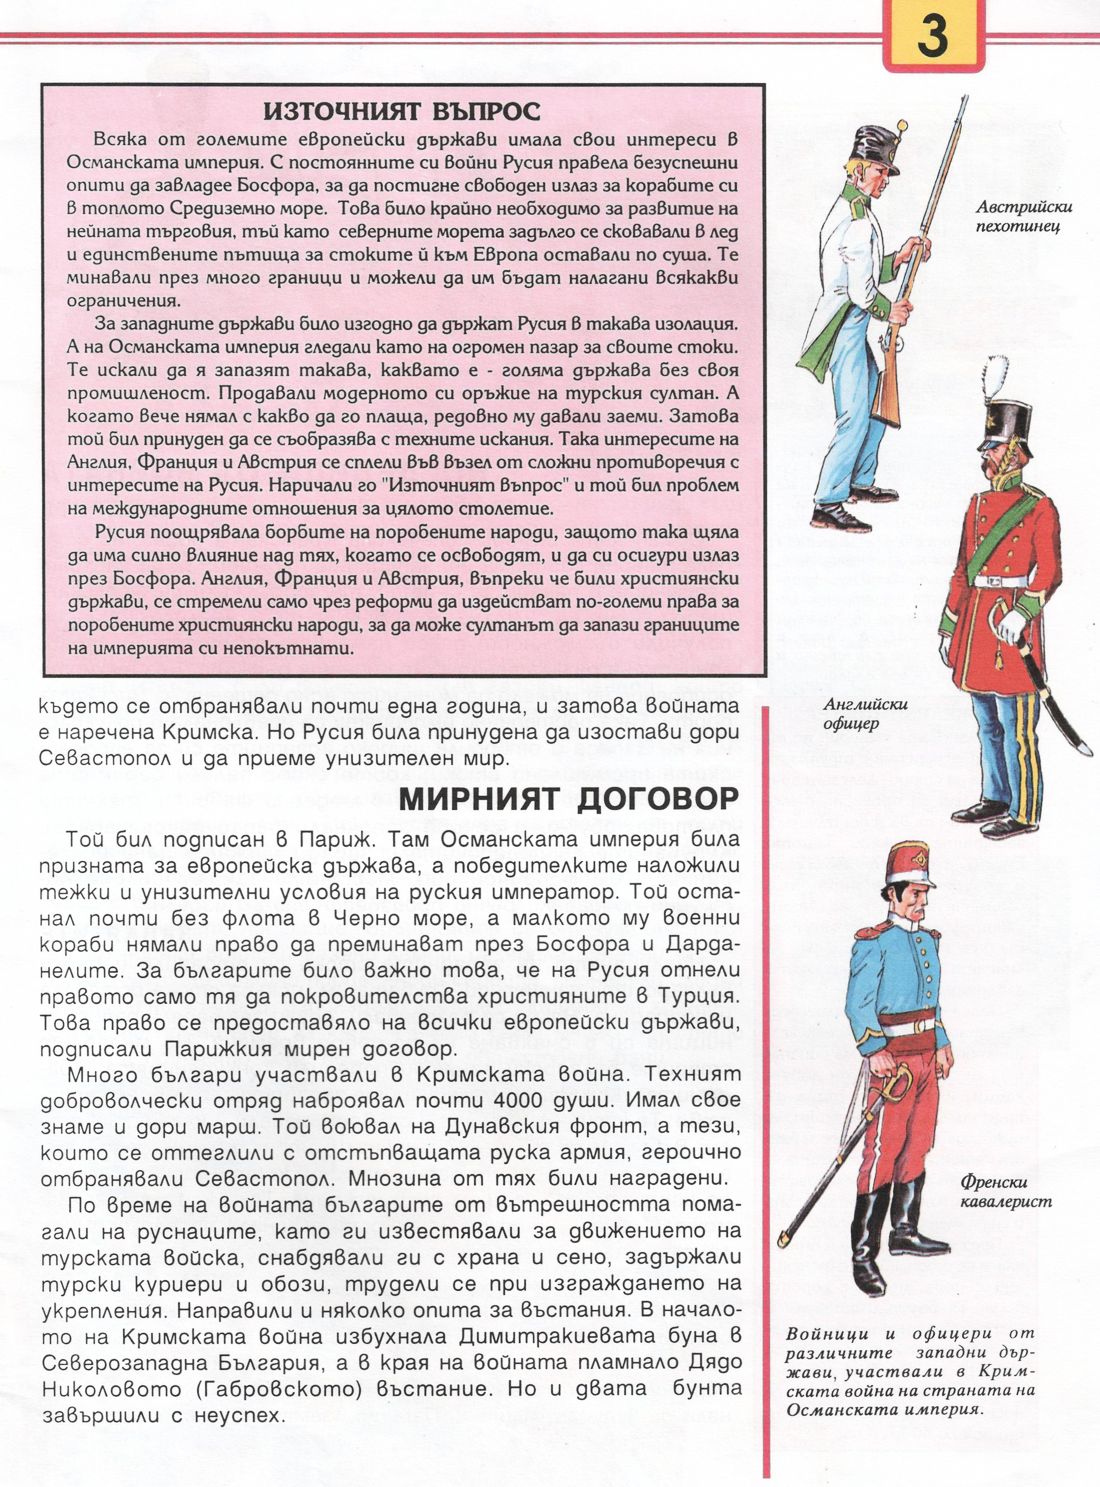 3
ИЗТОЧНИЯТ ВЪПРОС
Всяка от големите европейски държави имала свои интереси в
Османската империя. С постоянните си войни Русия правела безуспешни
опити да завладее Босфора, за да постигне свободен излаз за корабите си
в топлото Средиземно море. Това било крайно необходимо за развитие на
нейната търговия, тъй като северните морета задълго се сковавали в лед
и единствените пътища за стоките ѝ към Европа оставали по суша. Те
минавали през много граници и можели да им бъдат налагани всякакви
ограничения.
За западните държави било изгодно да държат Русия в такава изолация.
А на Османската империя гледали като на огромен пазар за своите стоки.
Те искали да я запазят такава, каквато е - голяма държава без своя
промишленост. Продавали модерното си оръжие на турския султан. А
когато вече нямал с какво да го плаща, редовно му давали заеми. Затова
той бил принуден да се съобразява с техните искания. Така интересите на
Англия, Франция и Австрия се сплели във възел от сложни противоречия с
интересите на Русия. Наричали го "Източният въпрос" и той бил проблем
на международните отношения за цялото столетие.
Русия поощрявала борбите на поробените народи, защото така щяла
да има силно влияние над тях, когато се освободят, и да си осигури излаз
през Босфора. Англия, Франция и Австрия, въпреки че били християнски
държави, се стремели само чрез реформи да издействат по-големи права за
поробените християнски народи, за да може султанът да запази границите
на империята си непокътнати.
Австрийски
пехотинец
Английски
офицер
Френски
кавалерист
Войници и офицери от
различните западни дър-
жави, участвали в Крим-
ската война на страната на
Османската империя.
където се отбранявали почти една година, и затова войната
е наречена Кримска. Но Русия била принудена да изостави дори
Севастопол и да приеме унизителен мир.
МИРНИЯТ ДОГОВОР
Той бил подписан в Париж. Там Османската империя била
призната за европейска държава, а победителките наложили
тежки и унизителни условия на руския император. Той оста-
нал почти без флота в Черно море, а малкото му военни
кораби нямали право да преминават през Босфора и Дарда-
нелите. За българите било важно това, че на Русия отнели
правото само тя да покровителства християните в Турция.
Това право се предоставяло на всички европейски държави,
подписали Парижкия мирен договор.
Много българи участвали в Кримската война. Техният
доброволчески отряд наброявал почти 4000 души. Имал свое
знаме и дори марш. Той воювал на Дунавския фронт, а тези,
които се оттеглили с отстъпващата руска армия, героично
отбранявали Севастопол. Мнозина от тях били наградени.
По време на войната българите от вътрешността пома-
гали на руснаците, като ги известявали за движението на
турската войска, снабдявали ги с храна и сено, задържали
турски куриери и обози, трудели се при изграждането на
укрепления. Направили и няколко опита за въстания. В начало-
то на Кримската война избухнала Димитракиевата буна в
Северозападна България, а в края на войната пламнало Дядо
Николовото (Габровското) въстание. Но и двата бунта
завършили с неуспех.